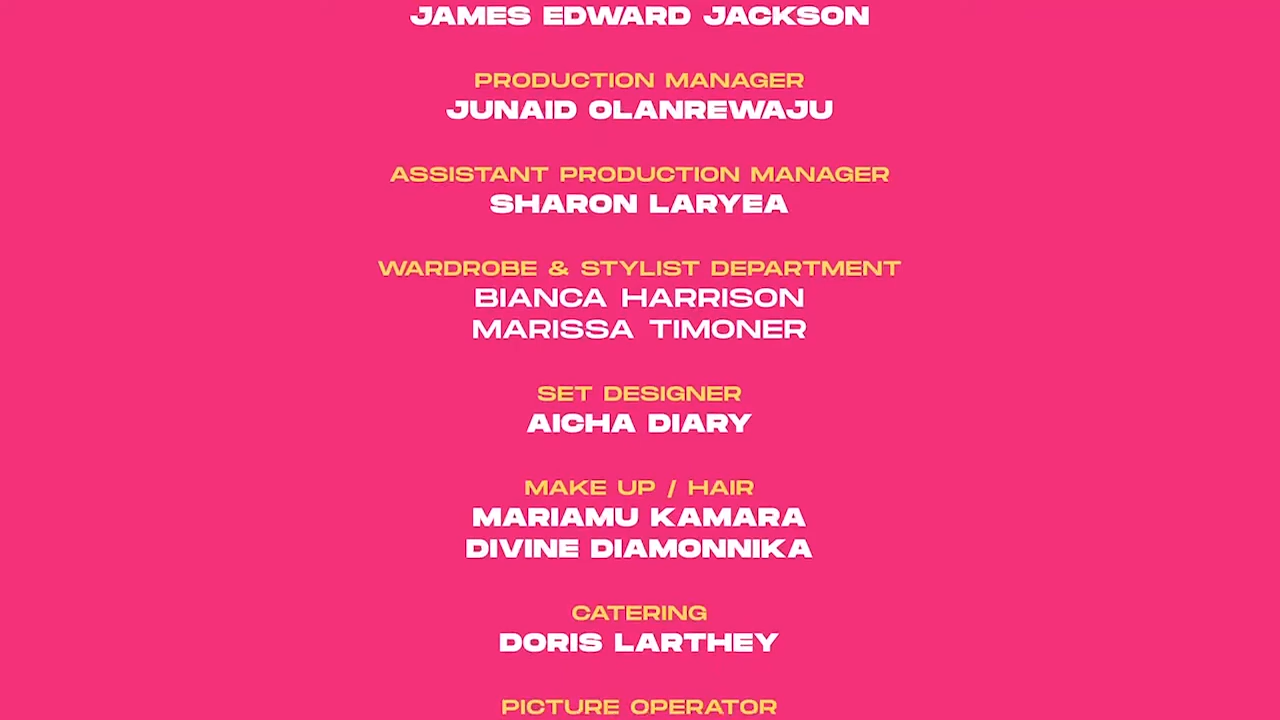 JAMES EDWARD JACKSON
PRODUCTION MANAGER
JUNAID OLANREWAJU
ASSISTANT PRODUCTION MANAGER
SHARON LARYEA
WARDROBE & STYLIST DEPARTMENT
BIANCA HARRISON
MARISSA TIMONER
SET DESIGNER
AICHA DIARY
MAKE UP / HAIR
MARIAMU KAMARA
DIVINE DIAMONNIKA
CATERING
DORIS LARTHEY
PICTURE OPERATOR